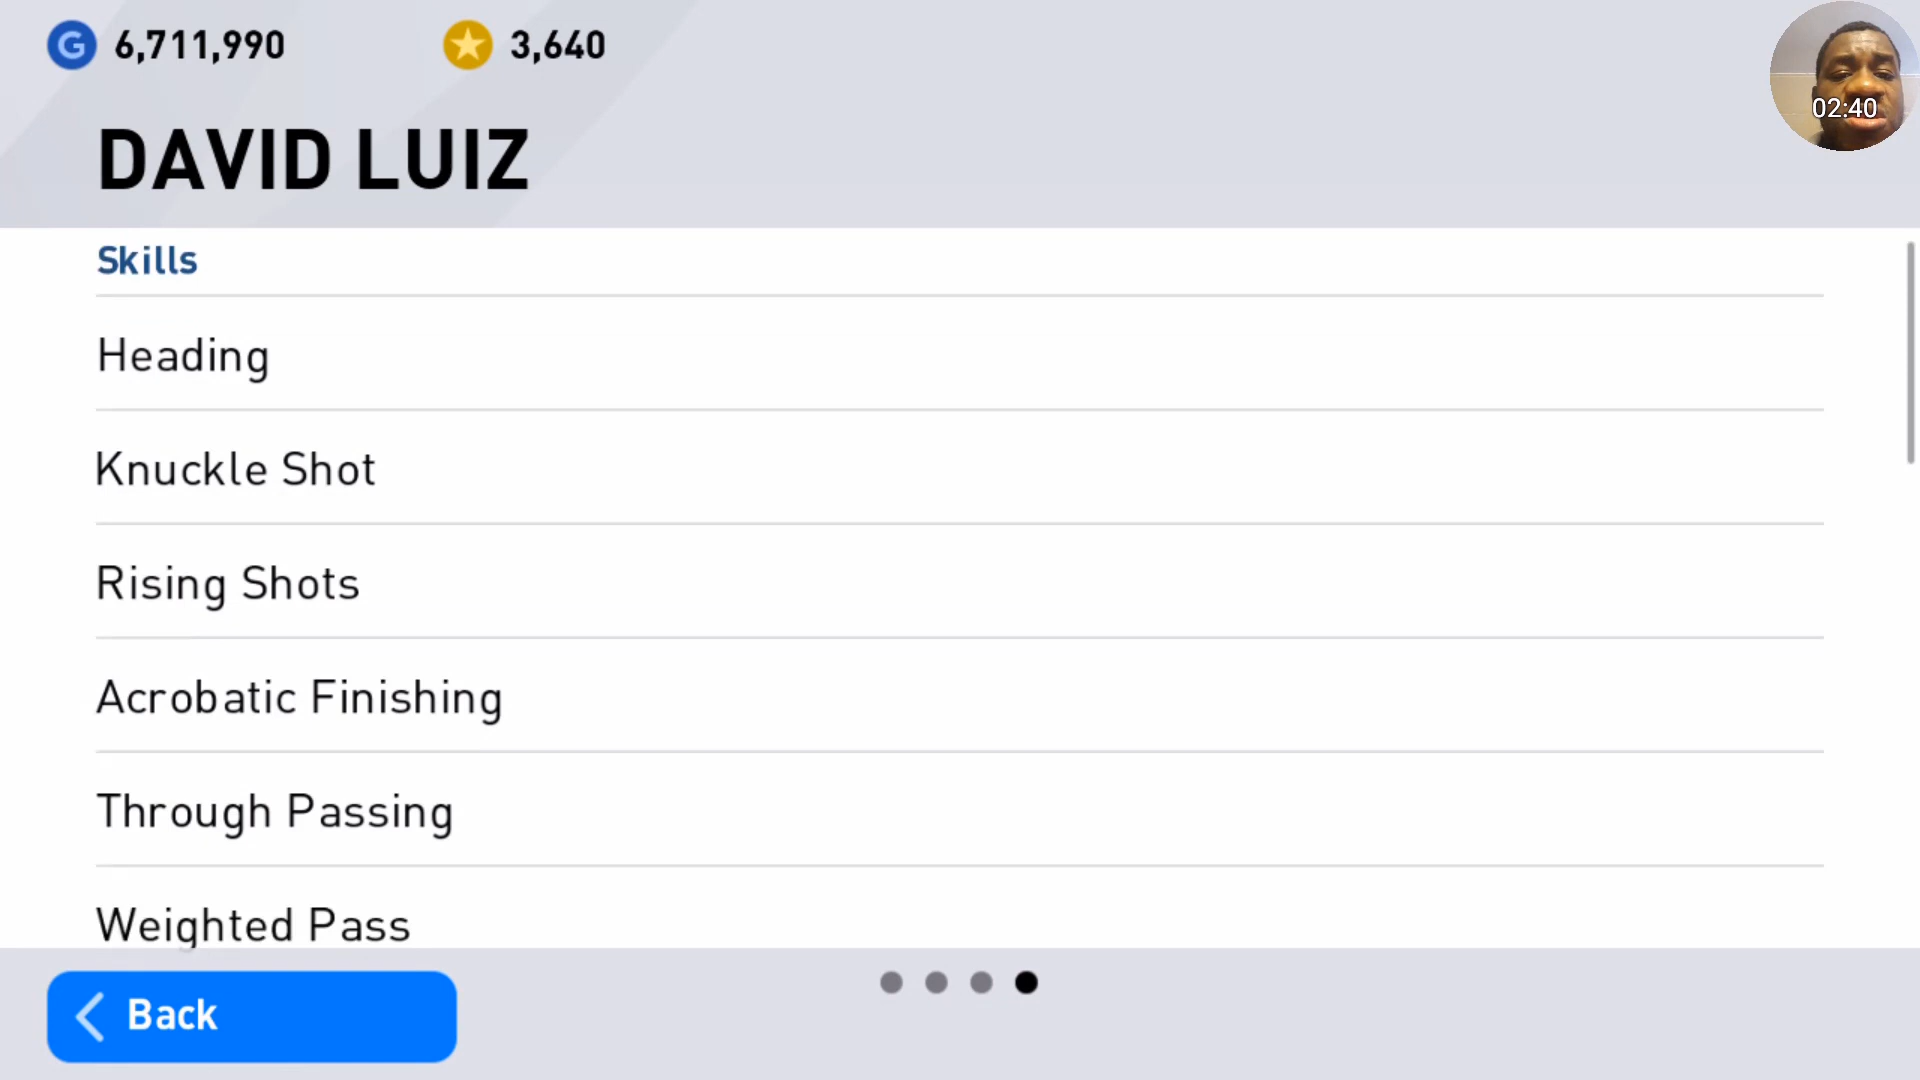 G 6,711,990 3,640
02:40
DAVID LUIZ
Skills
Heading
Knuckle Shot
Rising Shots
Acrobatic Finishing
Through Passing
Weighted Pass
Back